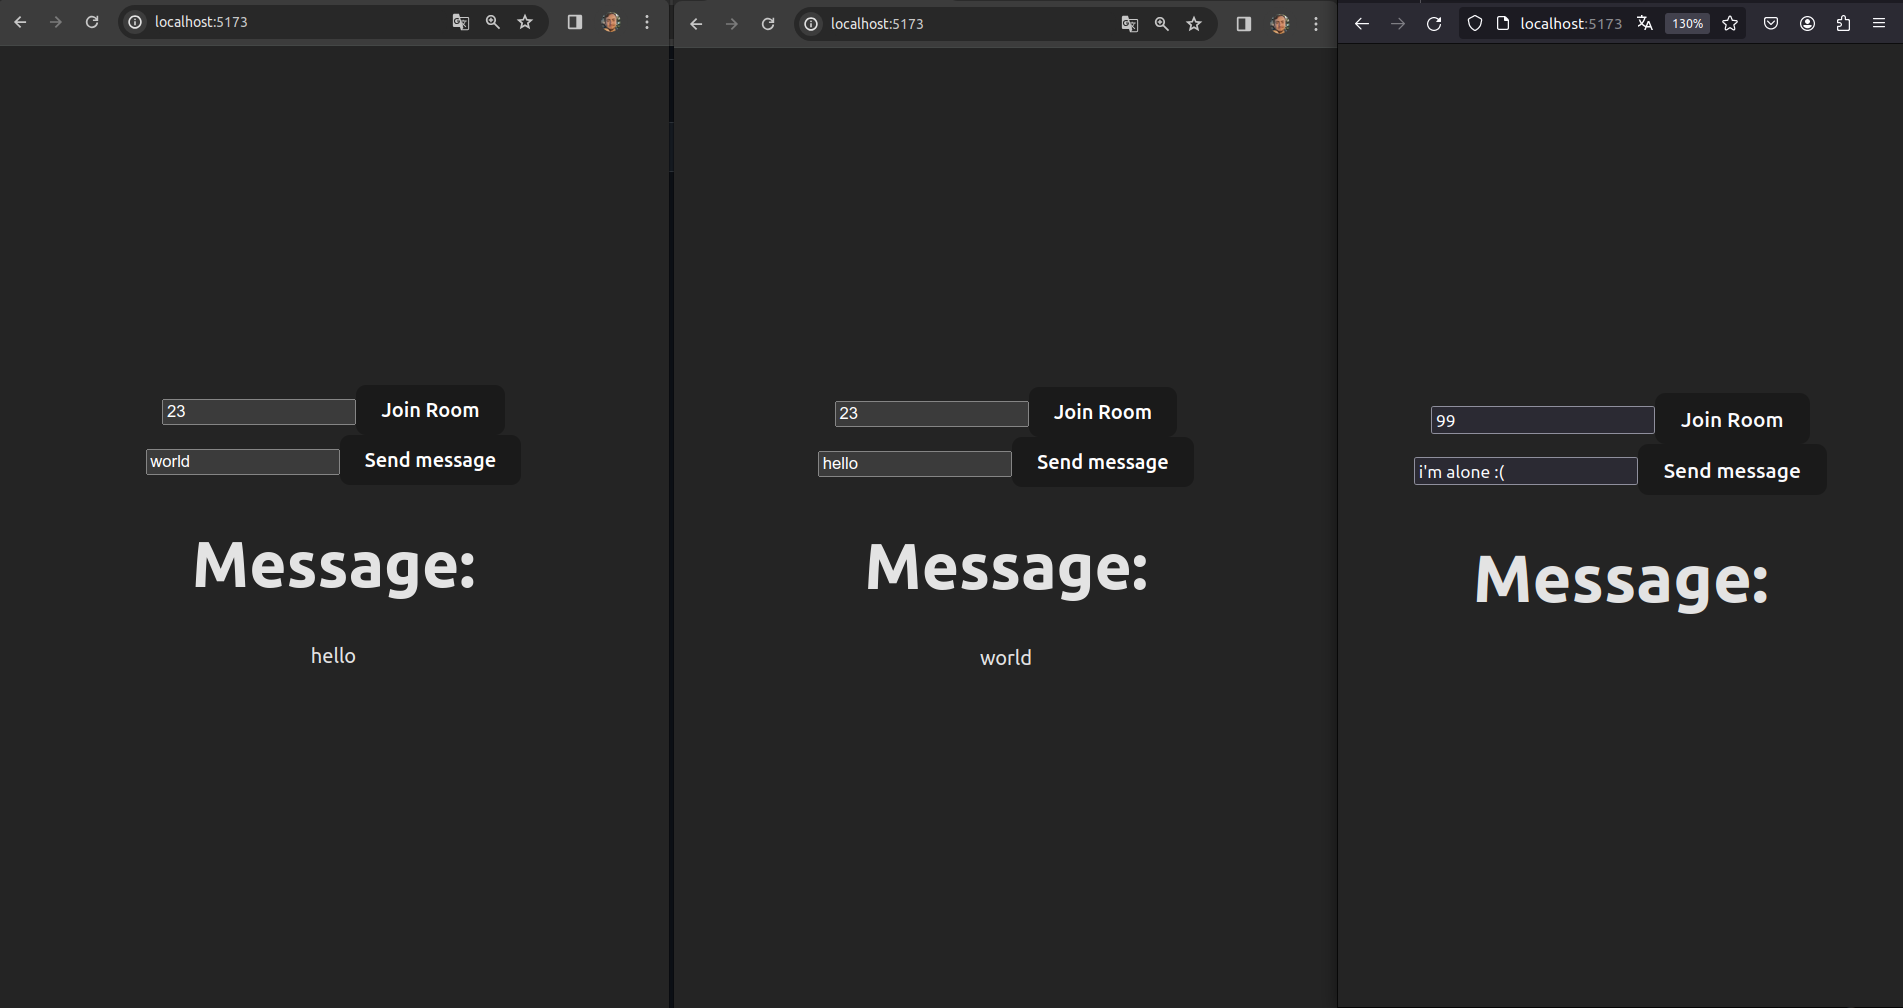 localhost:5173
23
Join Room
world
Send message
Message:
hello
localhost:5173
23
Join Room
hello
Send message
Message:
world
localhost:5173
130%
99
Join Room
i'm alone :(
Send message
Message: